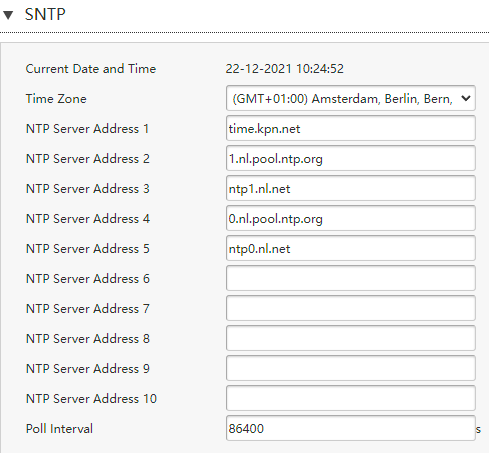 SNTP
Current Date and Time 22-12-2021 10:24:52
Time Zone (GMT+01:00) Amsterdam, Berlin, Bern,
NTP Server Address 1 time.kpn.net
NTP Server Address 2 1.nl.pool.ntp.org
NTP Server Address 3 ntp1.nl.net
NTP Server Address 4 0.nl.pool.ntp.org
NTP Server Address 5 ntp0.nl.net
NTP Server Address 6
NTP Server Address 7
NTP Server Address 8
NTP Server Address 9
NTP Server Address 10
Poll Interval 86400 s